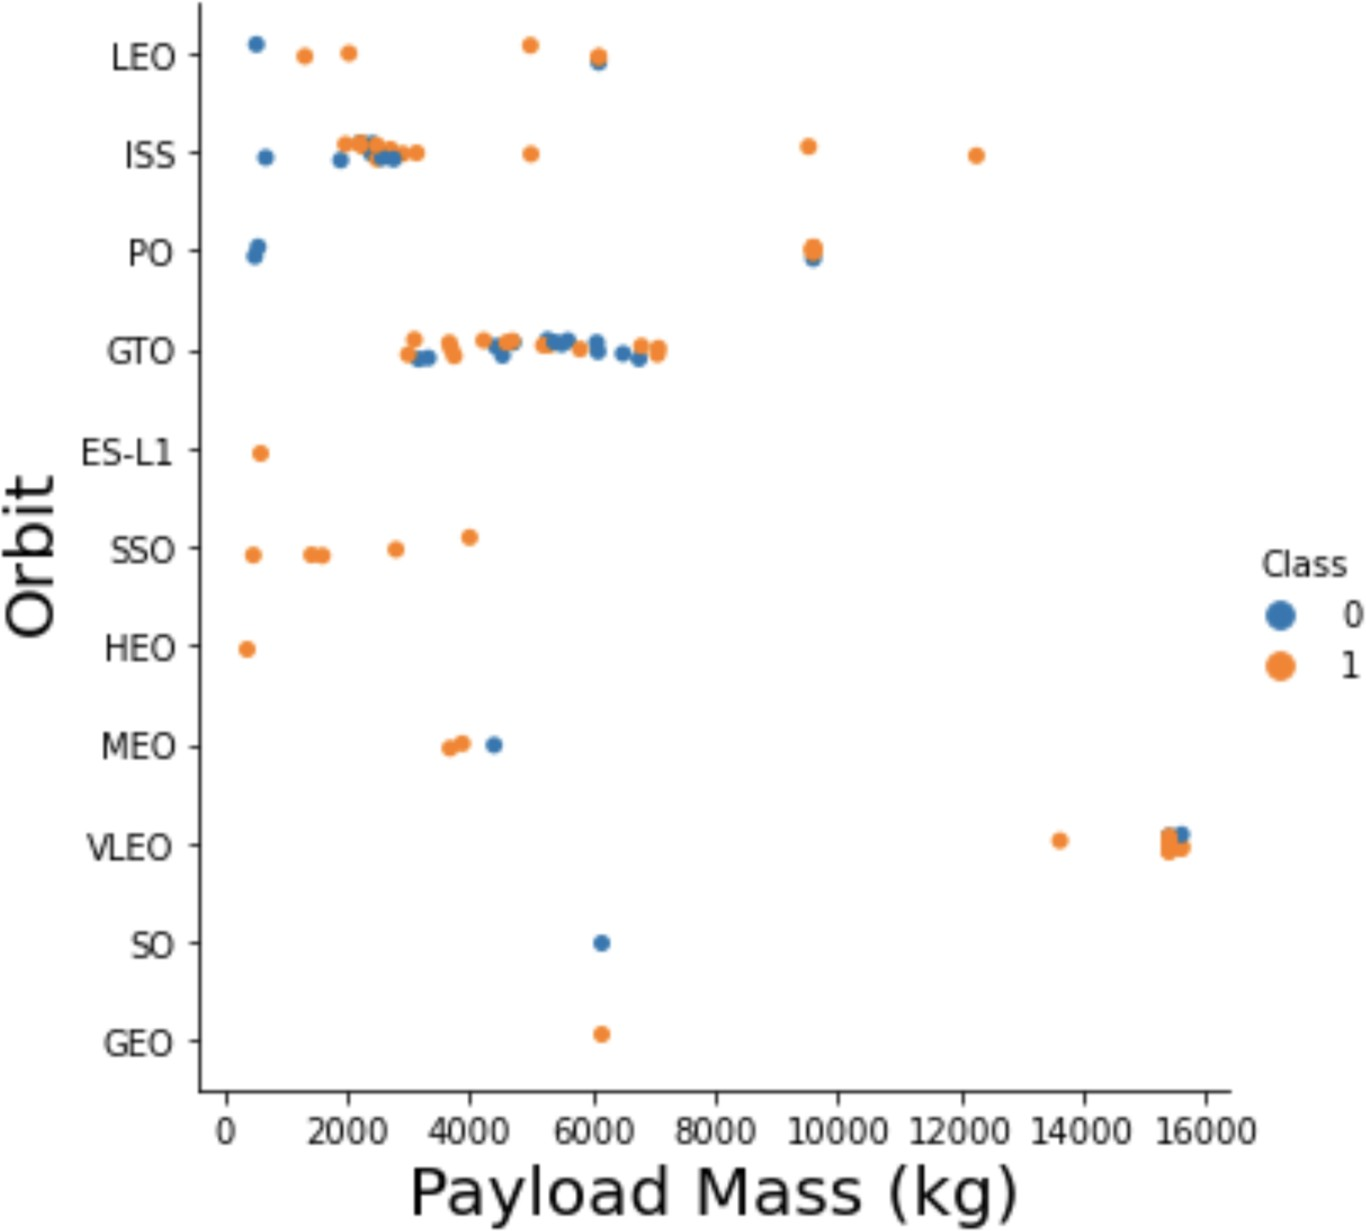 LEO
ISS
PO
GTO
ES-L1
SSO
HEO
MEO
VLEO
SO
GEO
Orbit
0 2000 4000 6000 8000 10000 12000 14000 16000
Payload Mass (kg)
Class
0
1